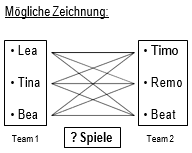 Mögliche Zeichnung:
• Lea
• Timo
• Tina
• Remo
• Bea
• Beat
Team 1
? Spiele
Team 2